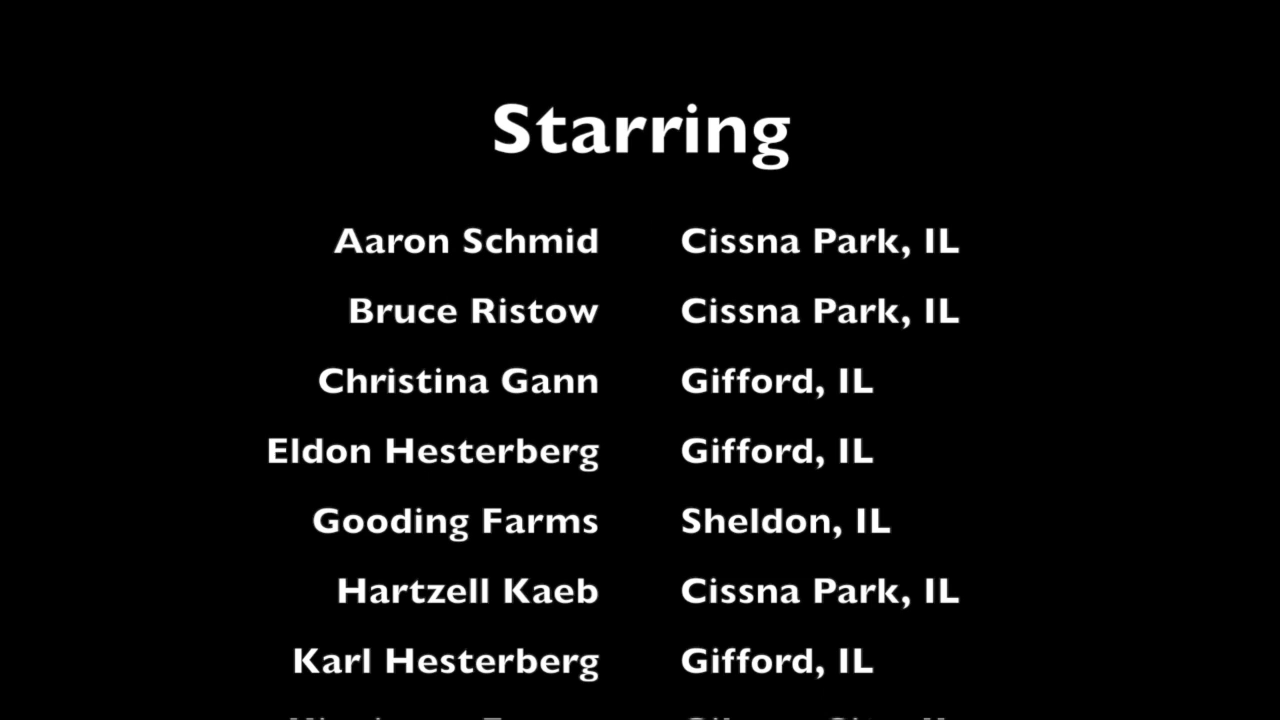 Starring
Aaron Schmid Cissna Park, IL
Bruce Ristow Cissna Park, IL
Christina Gann Gifford, IL
Eldon Hesterberg Gifford, IL
Gooding Farms Sheldon, IL
Hartzell Kaeb Cissna Park, IL
Karl Hesterberg Gifford, IL